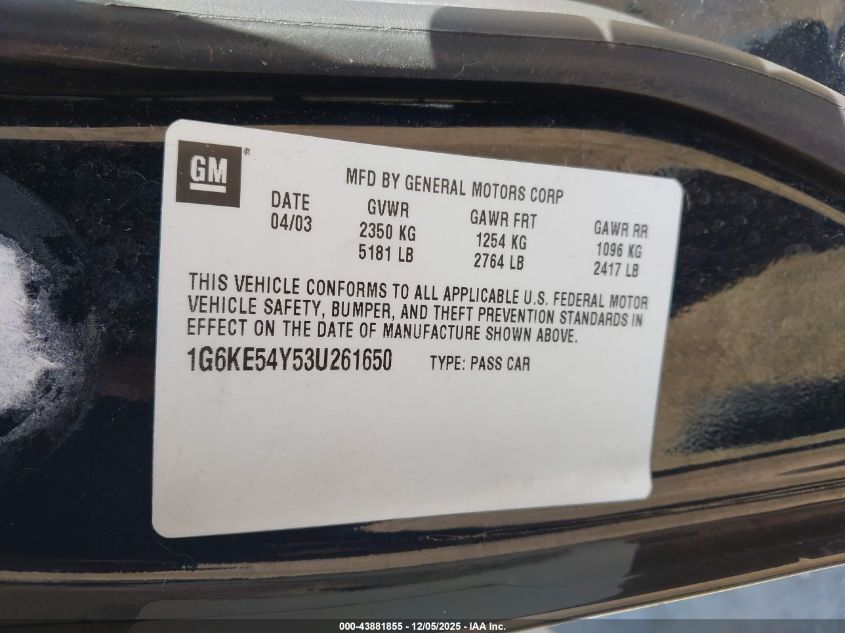 GM ®
MFD BY GENERAL MOTORS CORP
DATE GVWR GAWR FRT GAWR RR
04/03 2350 KG 1254 KG 1096 KG
5181 LB 2764 LB 2417 LB
THIS VEHICLE CONFORMS TO ALL APPLICABLE U.S. FEDERAL MOTOR
VEHICLE SAFETY, BUMPER, AND THEFT PREVENTION STANDARDS IN
EFFECT ON THE DATE OF MANUFACTURE SHOWN ABOVE.
1G6KE54Y53U261650 TYPE: PASS CAR
000-43881855 - 12/05/2025 - IAA Inc.